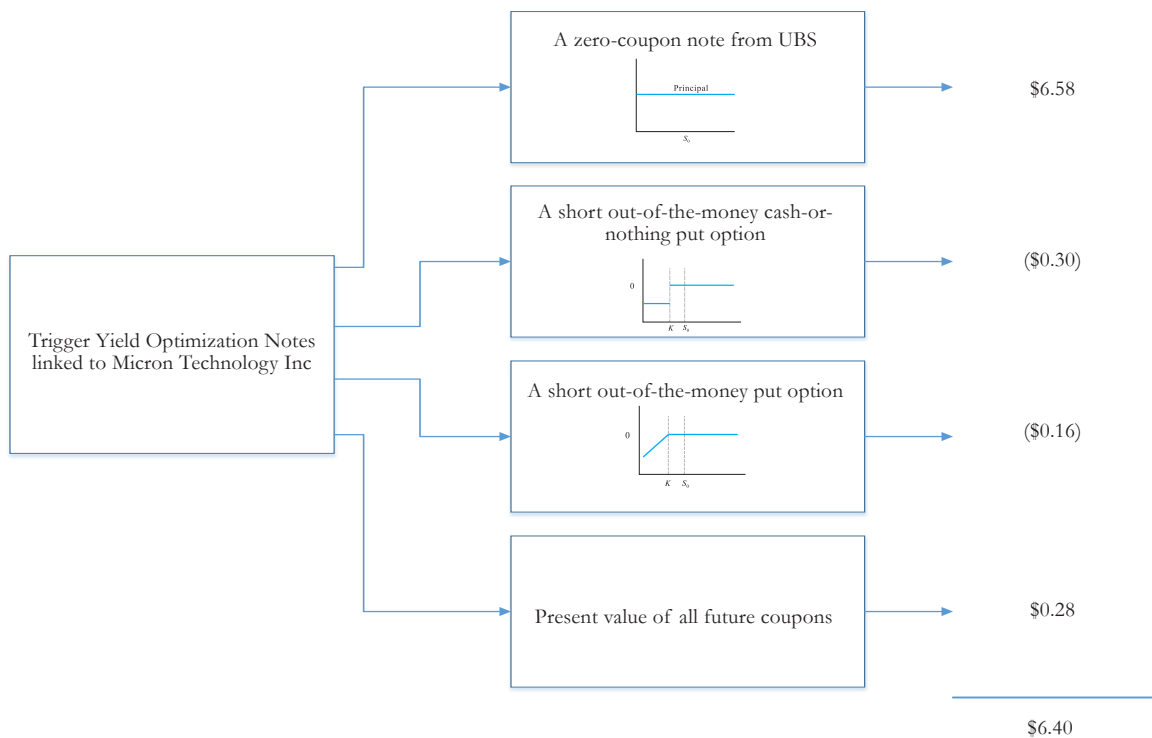 A zero-coupon note from UBS
Principal
S₀
$6.58
A short out-of-the-money cash-or-
nothing put option
0
K S₀
($0.30)
Trigger Yield Optimization Notes
linked to Micron Technology Inc
A short out-of-the-money put option
0
K S₀
($0.16)
Present value of all future coupons
$0.28
$6.40